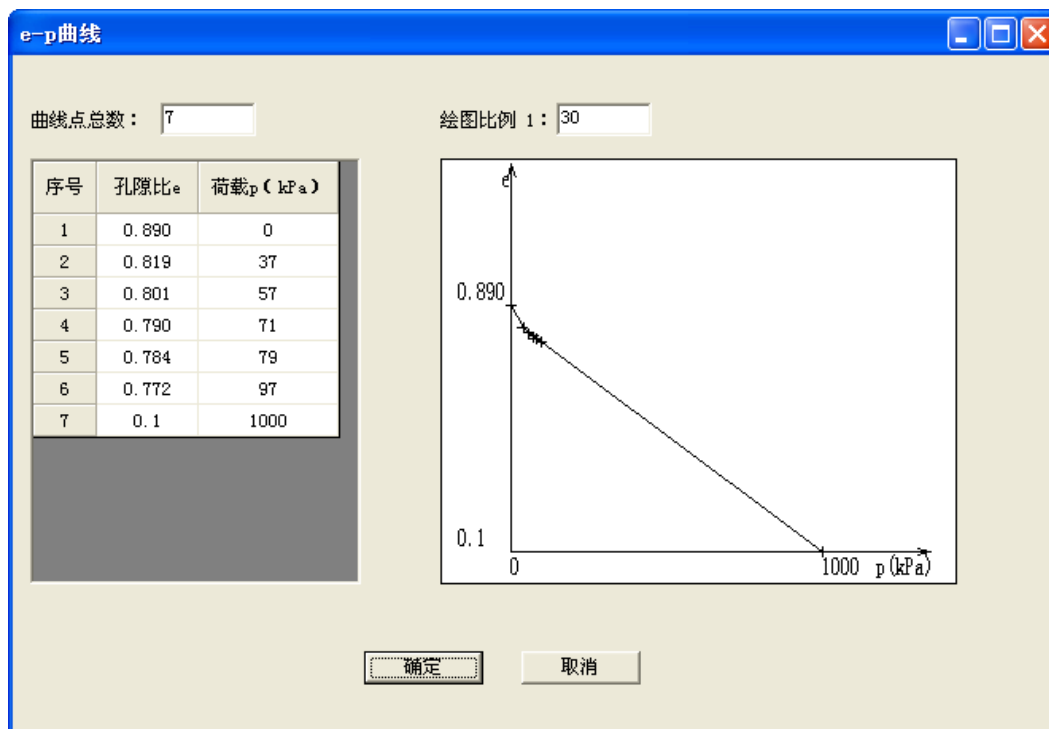 e-p曲线
曲线点总数： 7
绘图比例 1： 30
序号 孔隙比e 荷载p（kPa）
1 0.890 0
2 0.819 37
3 0.801 57
4 0.790 71
5 0.784 79
6 0.772 97
7 0.1 1000
e
0.890
0.1
0 1000 p(kPa)
确定 取消